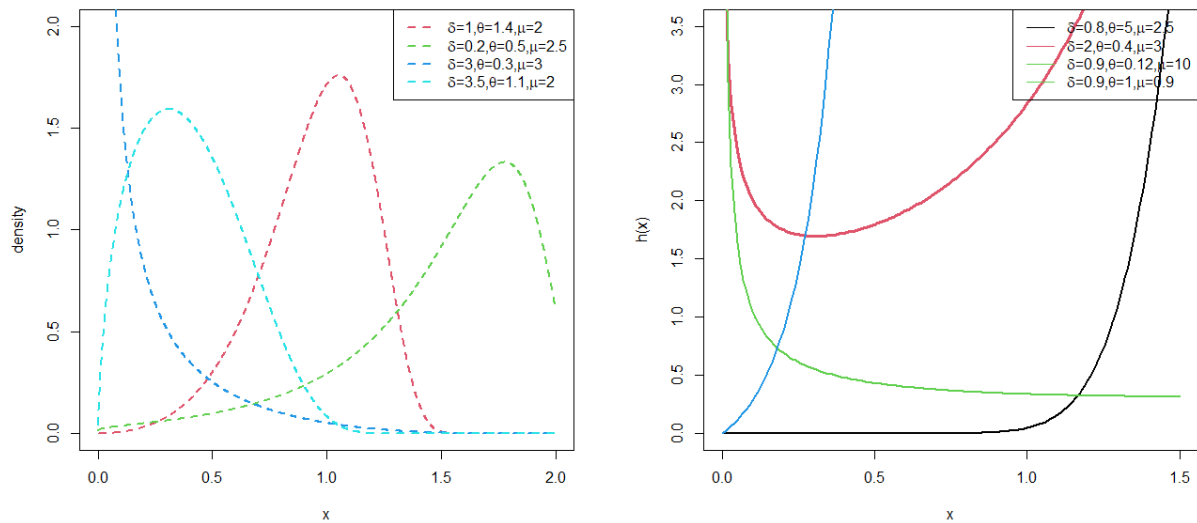 2.0
1.5
1.0
0.5
0.0
density
δ=1,θ=1.4,μ=2
δ=0.2,θ=0.5,μ=2.5
δ=3,θ=0.3,μ=3
δ=3.5,θ=1.1,μ=2
0.0 0.5 1.0 1.5 2.0
x
3.5
3.0
2.5
2.0
1.5
1.0
0.5
0.0
h(x)
δ=0.8,θ=5,μ=2.5
δ=2,θ=0.4,μ=3
δ=0.9,θ=0.12,μ=10
δ=0.9,θ=1,μ=0.9
0.0 0.5 1.0 1.5
x